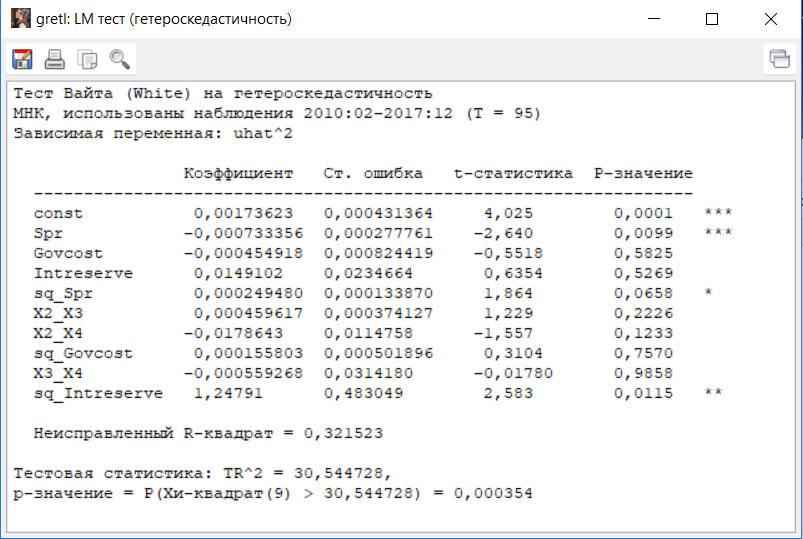 gretl: LM тест (гетероскедастичность)
Тест Вайта (White) на гетероскедастичность
МНК, использованы наблюдения 2010:02-2017:12 (T = 95)
Зависимая переменная: uhat^2
Коэффициент Ст. ошибка t-статистика P-значение
---------------------------------------------------------------
const 0,00173623 0,000431364 4,025 0,0001 ***
Spr −0,000733356 0,000277761 −2,640 0,0099 ***
Govcost −0,000454918 0,000824419 −0,5518 0,5825
Intreserve 0,0149102 0,0234664 0,6354 0,5269
sq_Spr 0,000249480 0,000133870 1,864 0,0658 *
X2_X3 0,000459617 0,000374127 1,229 0,2226
X2_X4 −0,0178643 0,0114758 −1,557 0,1233
sq_Govcost 0,000155803 0,000501896 0,3104 0,7570
X3_X4 −0,000559268 0,0314180 −0,01780 0,9858
sq_Intreserve 1,24791 0,483049 2,583 0,0115 **
Неисправленный R-квадрат = 0,321523
Тестовая статистика: TR^2 = 30,544728,
р-значение = P(Хи-квадрат(9) > 30,544728) = 0,000354